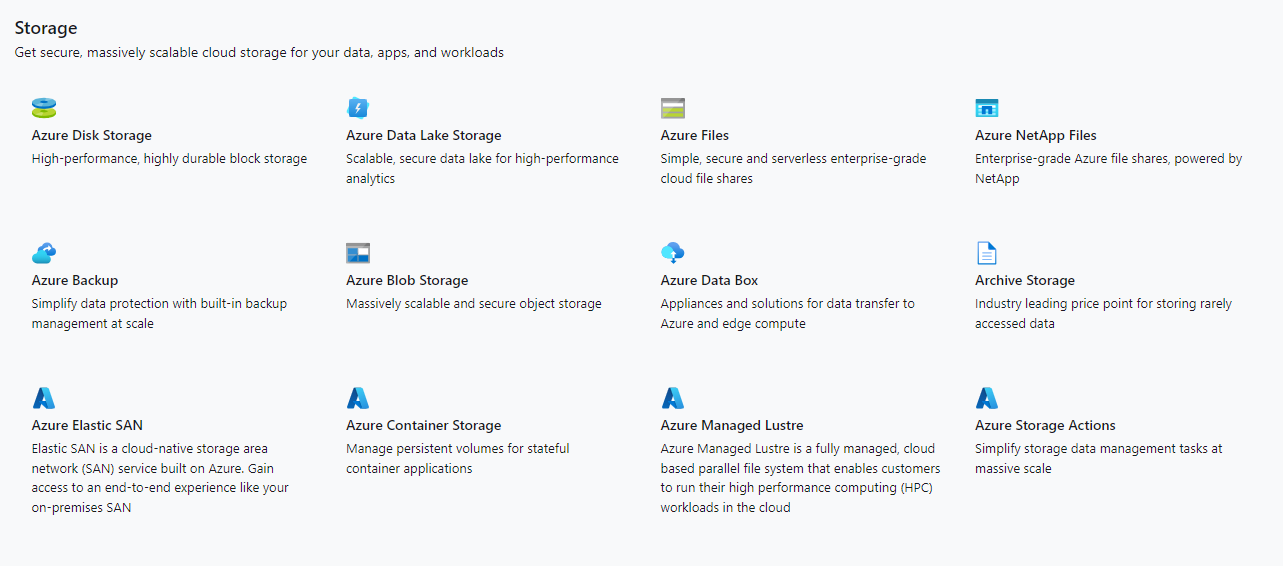 Storage
Get secure, massively scalable cloud storage for your data, apps, and workloads
Azure Disk Storage
High-performance, highly durable block storage
Azure Data Lake Storage
Scalable, secure data lake for high-performance
analytics
Azure Files
Simple, secure and serverless enterprise-grade
cloud file shares
Azure NetApp Files
Enterprise-grade Azure file shares, powered by
NetApp
Azure Backup
Simplify data protection with built-in backup
management at scale
Azure Blob Storage
Massively scalable and secure object storage
Azure Data Box
Appliances and solutions for data transfer to
Azure and edge compute
Archive Storage
Industry leading price point for storing rarely
accessed data
Azure Elastic SAN
Elastic SAN is a cloud-native storage area
network (SAN) service built on Azure. Gain
access to an end-to-end experience like your
on-premises SAN
Azure Container Storage
Manage persistent volumes for stateful
container applications
Azure Managed Lustre
Azure Managed Lustre is a fully managed, cloud
based parallel file system that enables customers
to run their high performance computing (HPC)
workloads in the cloud
Azure Storage Actions
Simplify storage data management tasks at
massive scale